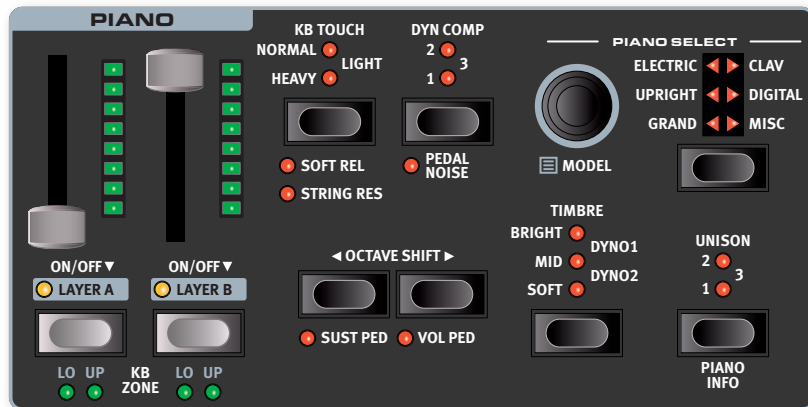 PIANO
KB TOUCH
NORMAL
LIGHT
HEAVY
SOFT REL
STRING RES
DYN COMP
2
3
1
PEDAL
NOISE
PIANO SELECT
ELECTRIC CLAV
UPRIGHT DIGITAL
GRAND MISC
MODEL
ON/OFF▼
LAYER A
ON/OFF▼
LAYER B
LO UP
KB
ZONE
LO UP
◄ OCTAVE SHIFT ►
SUST PED
VOL PED
TIMBRE
BRIGHT
DYNO1
MID
DYNO2
SOFT
UNISON
2
3
1
PIANO
INFO